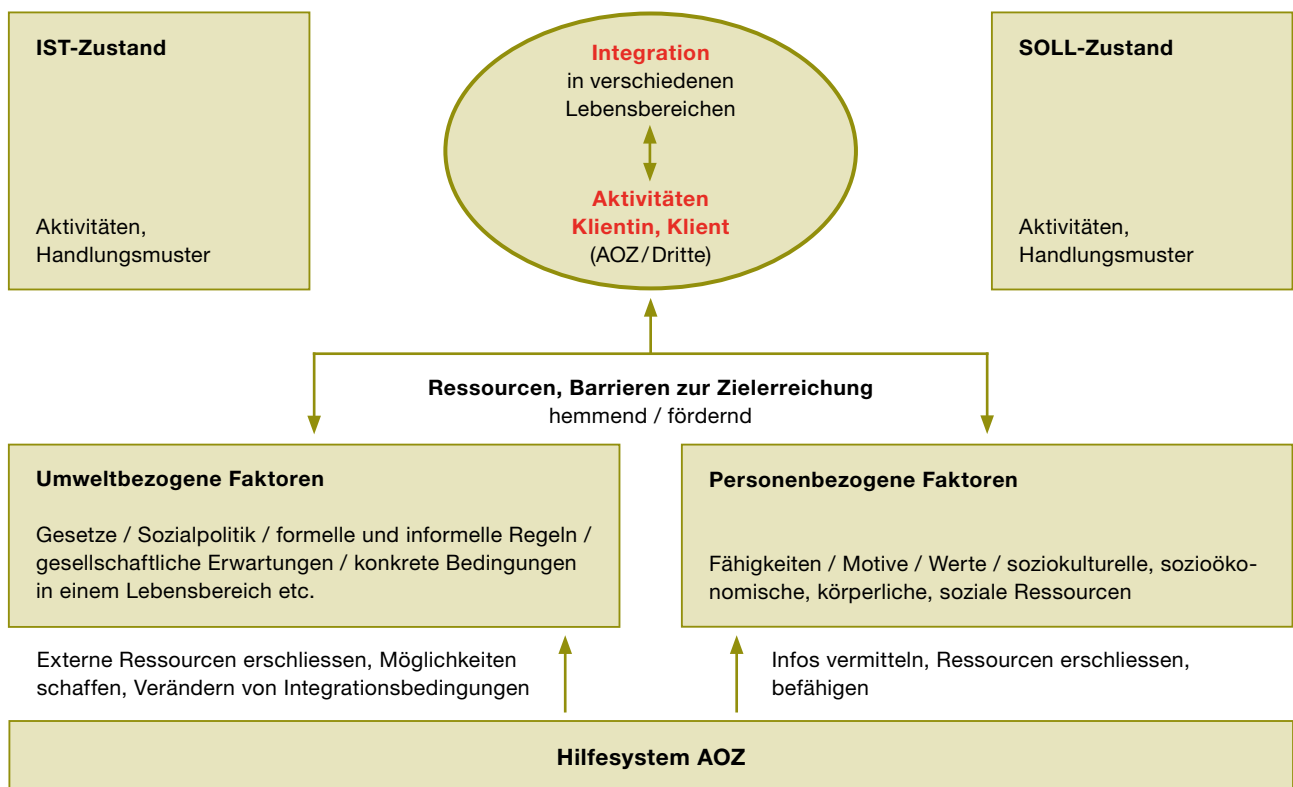 IST-Zustand
Aktivitäten,
Handlungsmuster
Integration
in verschiedenen
Lebensbereichen
Aktivitäten
Klientin, Klient
(AOZ/Dritte)
SOLL-Zustand
Aktivitäten,
Handlungsmuster
Ressourcen, Barrieren zur Zielerreichung
hemmend / fördernd
Umweltbezogene Faktoren
Gesetze / Sozialpolitik / formelle und informelle Regeln /
gesellschaftliche Erwartungen / konkrete Bedingungen
in einem Lebensbereich etc.
Personenbezogene Faktoren
Fähigkeiten / Motive / Werte / soziokulturelle, sozioöko-
nomische, körperliche, soziale Ressourcen
Externe Ressourcen erschliessen, Möglichkeiten
schaffen, Verändern von Integrationsbedingungen
Infos vermitteln, Ressourcen erschliessen,
befähigen
Hilfesystem AOZ